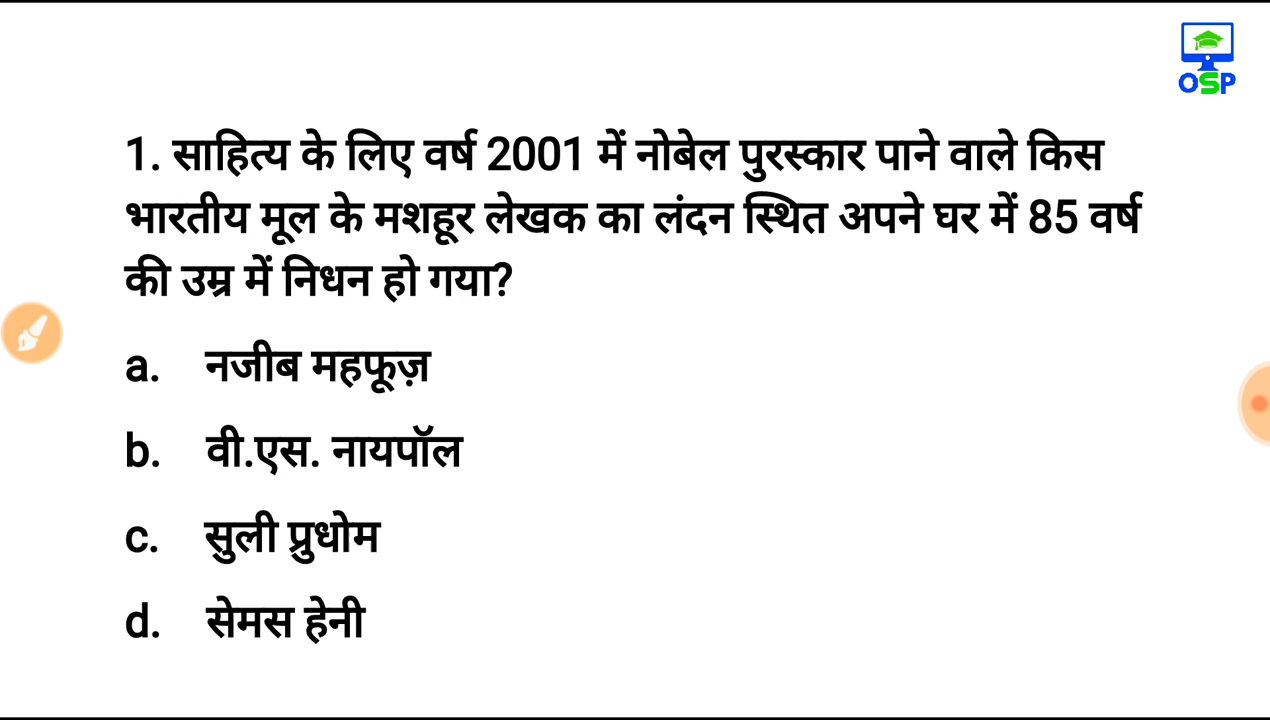 OSP
1. साहित्य के लिए वर्ष 2001 में नोबेल पुरस्कार पाने वाले किस
भारतीय मूल के मशहूर लेखक का लंदन स्थित अपने घर में 85 वर्ष
की उम्र में निधन हो गया?
a. नजीब महफूज़
b. वी.एस. नायपॉल
c. सुली प्रुधोम
d. सेमस हेनी